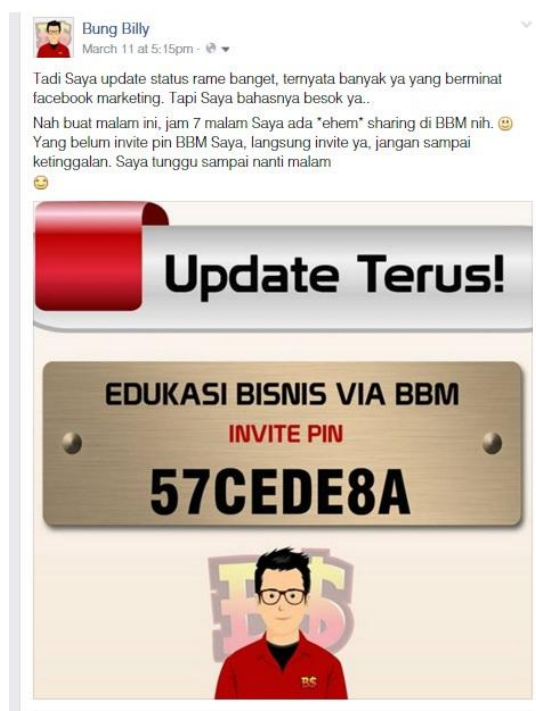 Bung Billy
March 11 at 5:15pm ·
Tadi Saya update status rame banget, ternyata banyak ya yang berminat
facebook marketing. Tapi Saya bahasnya besok ya..
Nah buat malam ini, jam 7 malam Saya ada *ehem* sharing di BBM nih. 😃
Yang belum invite pin BBM Saya, langsung invite ya, jangan sampai
ketinggalan. Saya tunggu sampai nanti malam
😊
Update Terus!
EDUKASI BISNIS VIA BBM
INVITE PIN
57CEDE8A
B$
B$